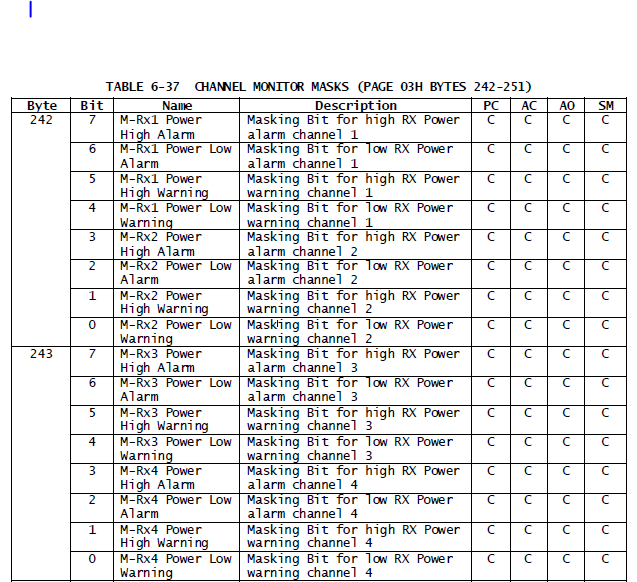 TABLE 6-37 CHANNEL MONITOR MASKS (PAGE 03H BYTES 242-251)
Byte Bit Name Description PC AC AO SM
242 7 M-Rx1 Power Masking Bit for high RX Power C C C C
High Alarm alarm channel 1
6 M-Rx1 Power Low Masking Bit for low RX Power C C C C
Alarm alarm channel 1
5 M-Rx1 Power Masking Bit for high RX Power C C C C
High Warning warning channel 1
4 M-Rx1 Power Low Masking Bit for low RX Power C C C C
Warning warning channel 1
3 M-Rx2 Power Masking Bit for high RX Power C C C C
High Alarm alarm channel 2
2 M-Rx2 Power Low Masking Bit for low RX Power C C C C
Alarm alarm channel 2
1 M-Rx2 Power Masking Bit for high RX Power C C C C
High Warning warning channel 2
0 M-Rx2 Power Low Masking Bit for low RX Power C C C C
Warning warning channel 2
243 7 M-Rx3 Power Masking Bit for high RX Power C C C C
High Alarm alarm channel 3
6 M-Rx3 Power Low Masking Bit for low RX Power C C C C
Alarm alarm channel 3
5 M-Rx3 Power Masking Bit for high RX Power C C C C
High Warning warning channel 3
4 M-Rx3 Power Low Masking Bit for low RX Power C C C C
Warning warning channel 3
3 M-Rx4 Power Masking Bit for high RX Power C C C C
High Alarm alarm channel 4
2 M-Rx4 Power Low Masking Bit for low RX Power C C C C
Alarm alarm channel 4
1 M-Rx4 Power Masking Bit for high RX Power C C C C
High Warning warning channel 4
0 M-Rx4 Power Low Masking Bit for low RX Power C C C C
Warning warning channel 4